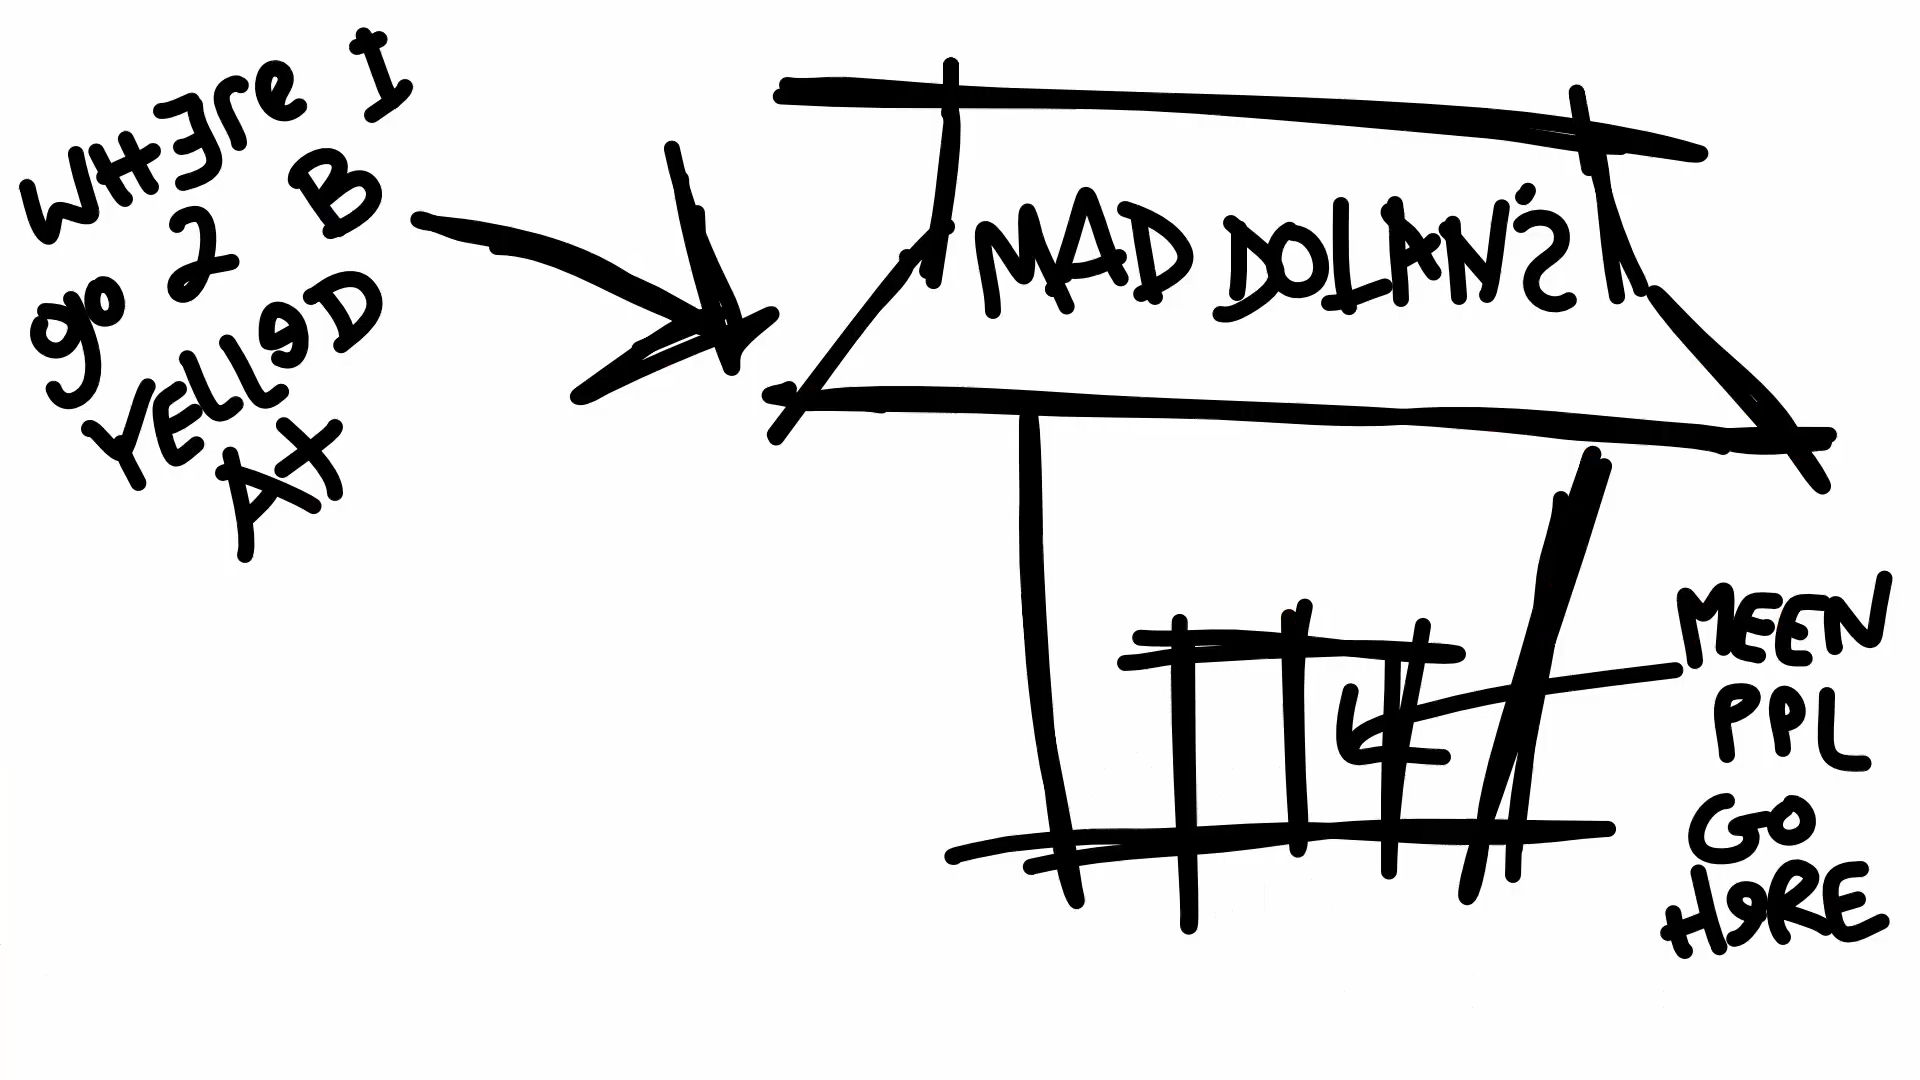 WHERE I
go 2 B
YELLeD
AT
MAD DOLAN'S
MEEN
PPL
GO
HeRE